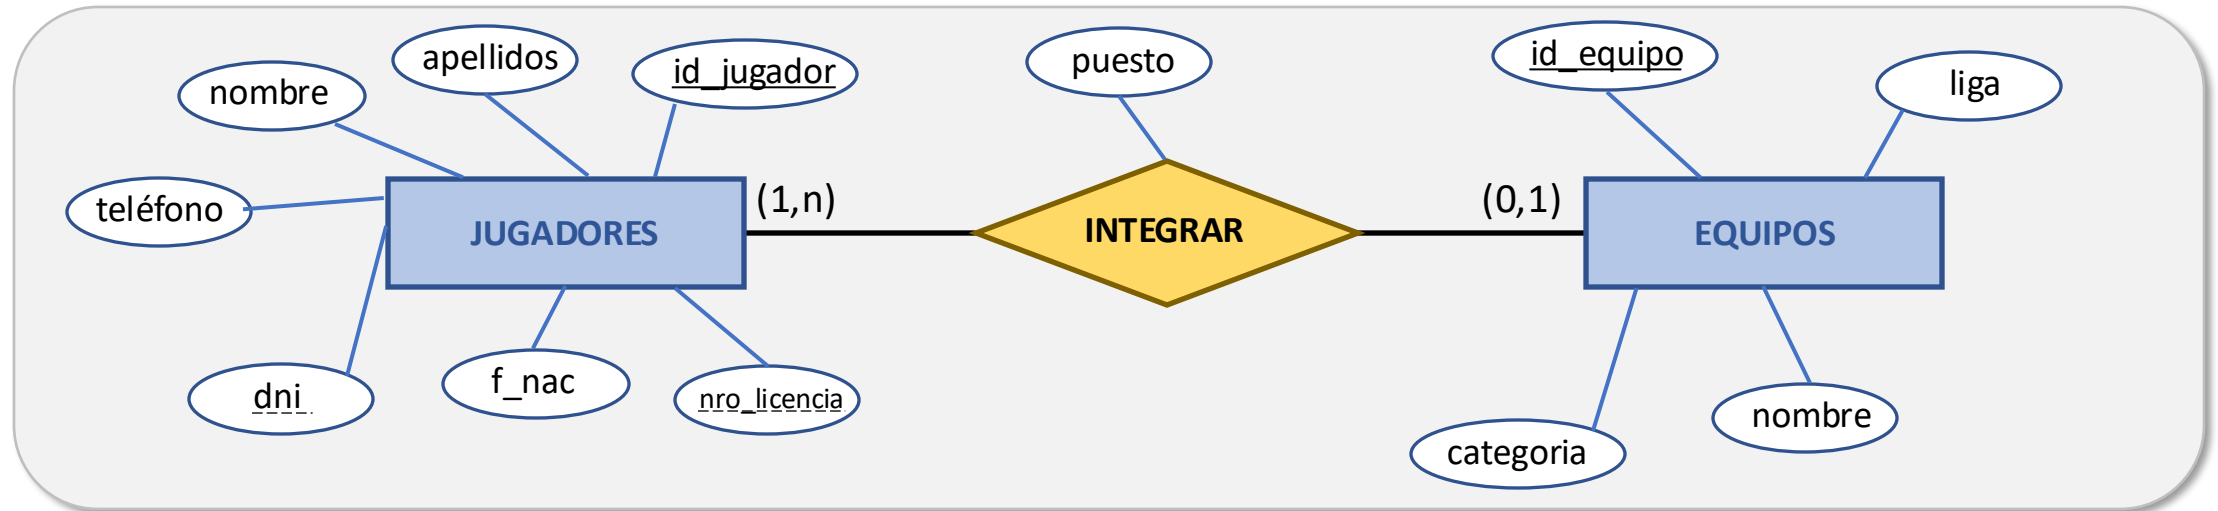 apellidos
id_jugador
nombre
teléfono
JUGADORES
dni
f_nac
nro_licencia
(1,n)
puesto
INTEGRAR
(0,1)
id_equipo
liga
EQUIPOS
categoria
nombre